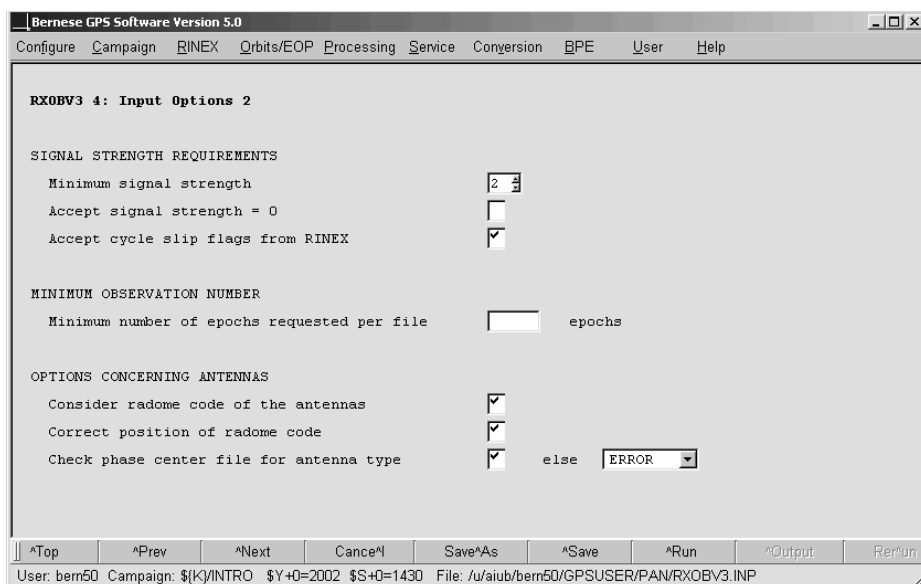 Bernese GPS Software Version 5.0
Configure Campaign RINEX Orbits/EOP Processing Service Conversion BPE User Help
RXOBV3 4: Input Options 2
SIGNAL STRENGTH REQUIREMENTS
Minimum signal strength 2
Accept signal strength = 0
Accept cycle slip flags from RINEX
MINIMUM OBSERVATION NUMBER
Minimum number of epochs requested per file epochs
OPTIONS CONCERNING ANTENNAS
Consider radome code of the antennas
Correct position of radome code
Check phase center file for antenna type else ERROR
^Top ^Prev ^Next Cance^l Save^As ^Save ^Run ^Output Rer^un
User: bern50 Campaign: ${K}/INTRO $Y+0=2002 $S+0=1430 File: /u/aiub/bern50/GPSUSER/PAN/RXOBV3.INP